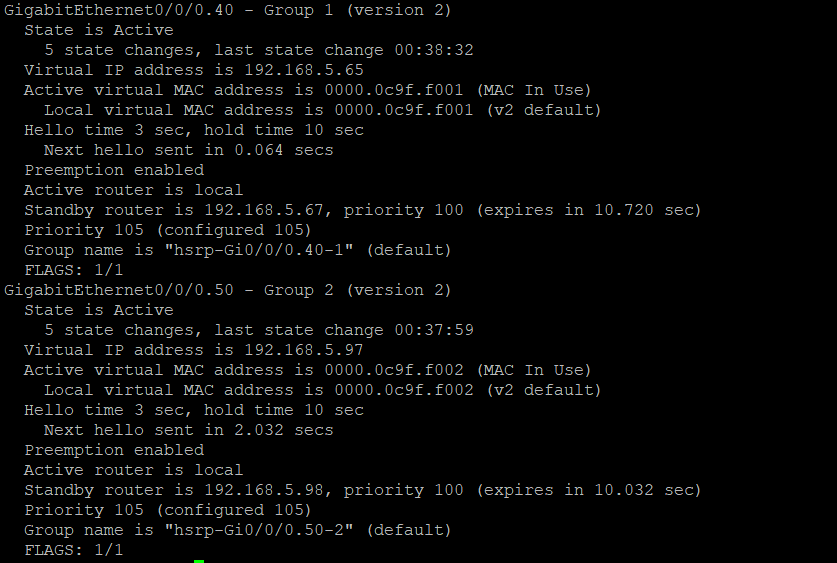 GigabitEthernet0/0/0.40 - Group 1 (version 2)
  State is Active
    5 state changes, last state change 00:38:32
  Virtual IP address is 192.168.5.65
  Active virtual MAC address is 0000.0c9f.f001 (MAC In Use)
    Local virtual MAC address is 0000.0c9f.f001 (v2 default)
  Hello time 3 sec, hold time 10 sec
    Next hello sent in 0.064 secs
  Preemption enabled
  Active router is local
  Standby router is 192.168.5.67, priority 100 (expires in 10.720 sec)
  Priority 105 (configured 105)
  Group name is "hsrp-Gi0/0/0.40-1" (default)
  FLAGS: 1/1
GigabitEthernet0/0/0.50 - Group 2 (version 2)
  State is Active
    5 state changes, last state change 00:37:59
  Virtual IP address is 192.168.5.97
  Active virtual MAC address is 0000.0c9f.f002 (MAC In Use)
    Local virtual MAC address is 0000.0c9f.f002 (v2 default)
  Hello time 3 sec, hold time 10 sec
    Next hello sent in 2.032 secs
  Preemption enabled
  Active router is local
  Standby router is 192.168.5.98, priority 100 (expires in 10.032 sec)
  Priority 105 (configured 105)
  Group name is "hsrp-Gi0/0/0.50-2" (default)
  FLAGS: 1/1